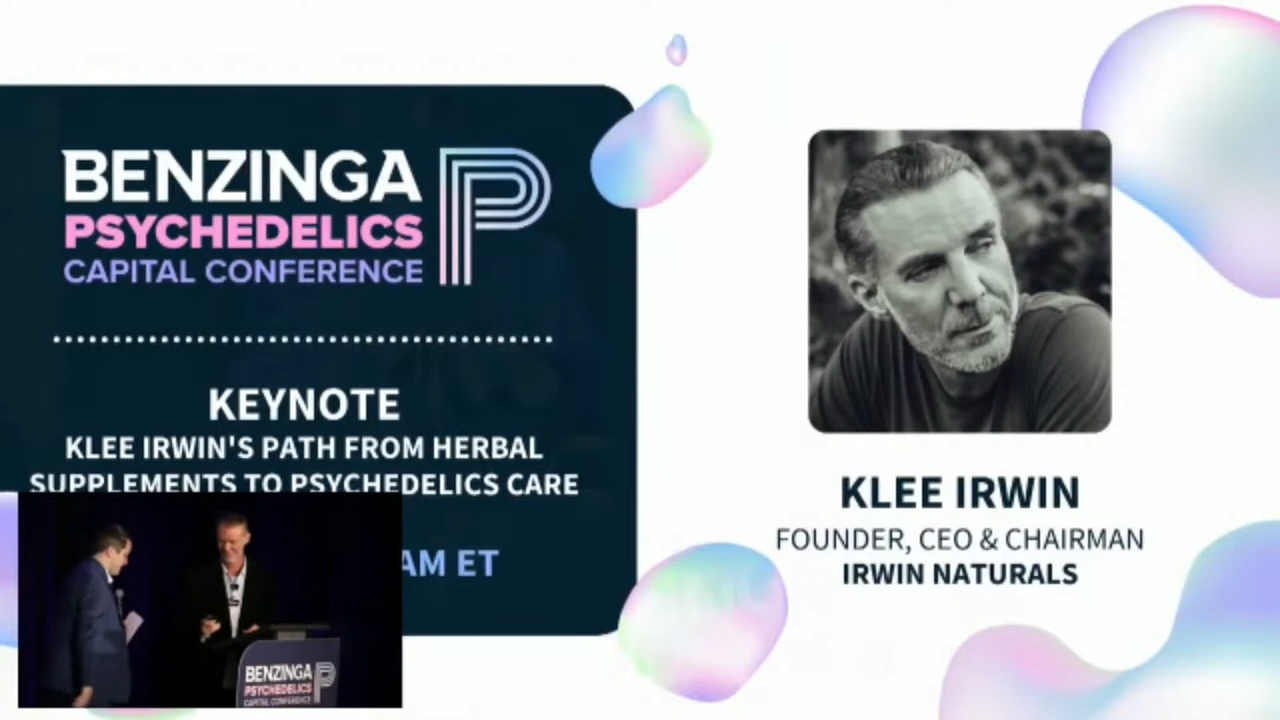 BENZINGA
PSYCHEDELICS
CAPITAL CONFERENCE
KEYNOTE
KLEE IRWIN'S PATH FROM HERBAL
SUPPLEMENTS TO PSYCHEDELICS CARE
AM ET
KLEE IRWIN
FOUNDER, CEO & CHAIRMAN
IRWIN NATURALS
BENZINGA
PSYCHEDELICS
CAPITAL CONFERENCE